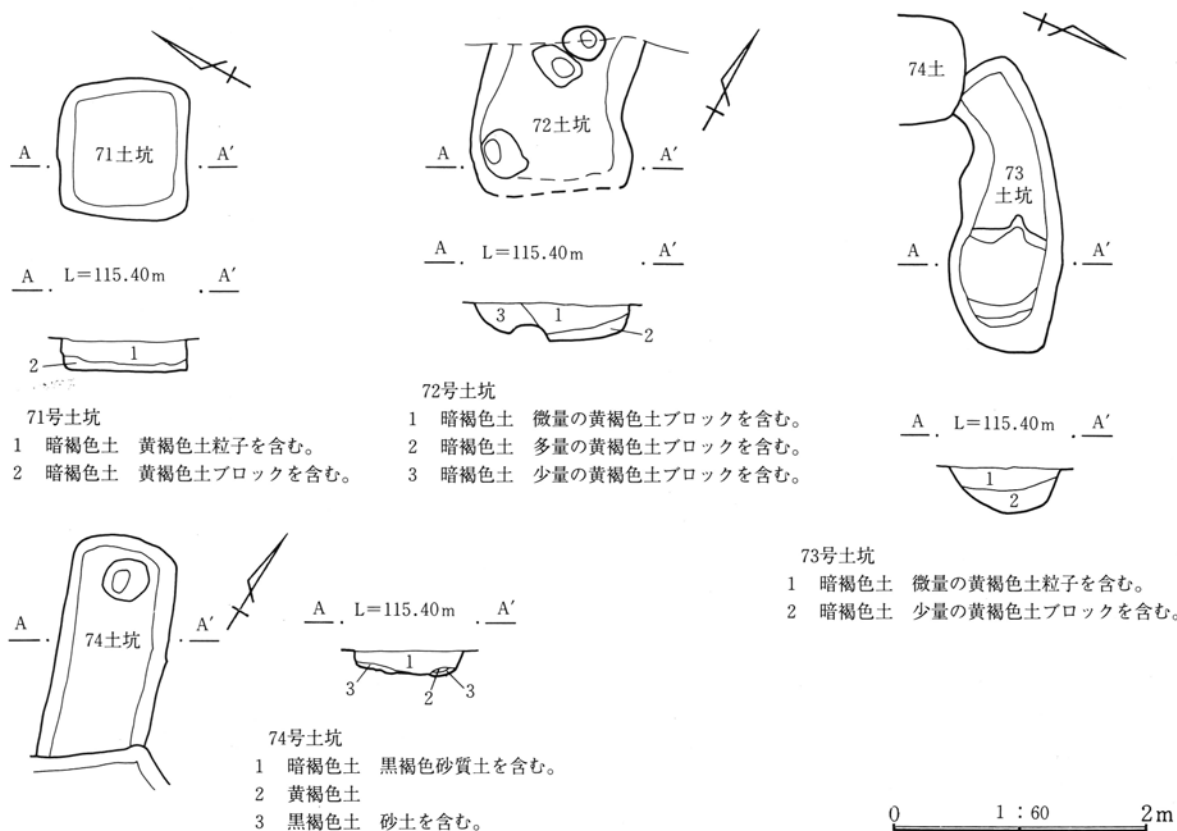 71土坑
A A′
A L=115.40m A′
1
2
71号土坑
1 暗褐色土 黄褐色土粒子を含む。
2 暗褐色土 黄褐色土ブロックを含む。
72土坑
A A′
A L=115.40m A′
3 1
2
72号土坑
1 暗褐色土 微量の黄褐色土ブロックを含む。
2 暗褐色土 多量の黄褐色土ブロックを含む。
3 暗褐色土 少量の黄褐色土ブロックを含む。
74土
73
土坑
A A′
A L=115.40m A′
1
2
73号土坑
1 暗褐色土 微量の黄褐色土粒子を含む。
2 暗褐色土 少量の黄褐色土ブロックを含む。
74土坑
A A′
A L=115.40m A′
1
3 2 3
74号土坑
1 暗褐色土 黒褐色砂質土を含む。
2 黄褐色土
3 黒褐色土 砂土を含む。
0 1:60 2m